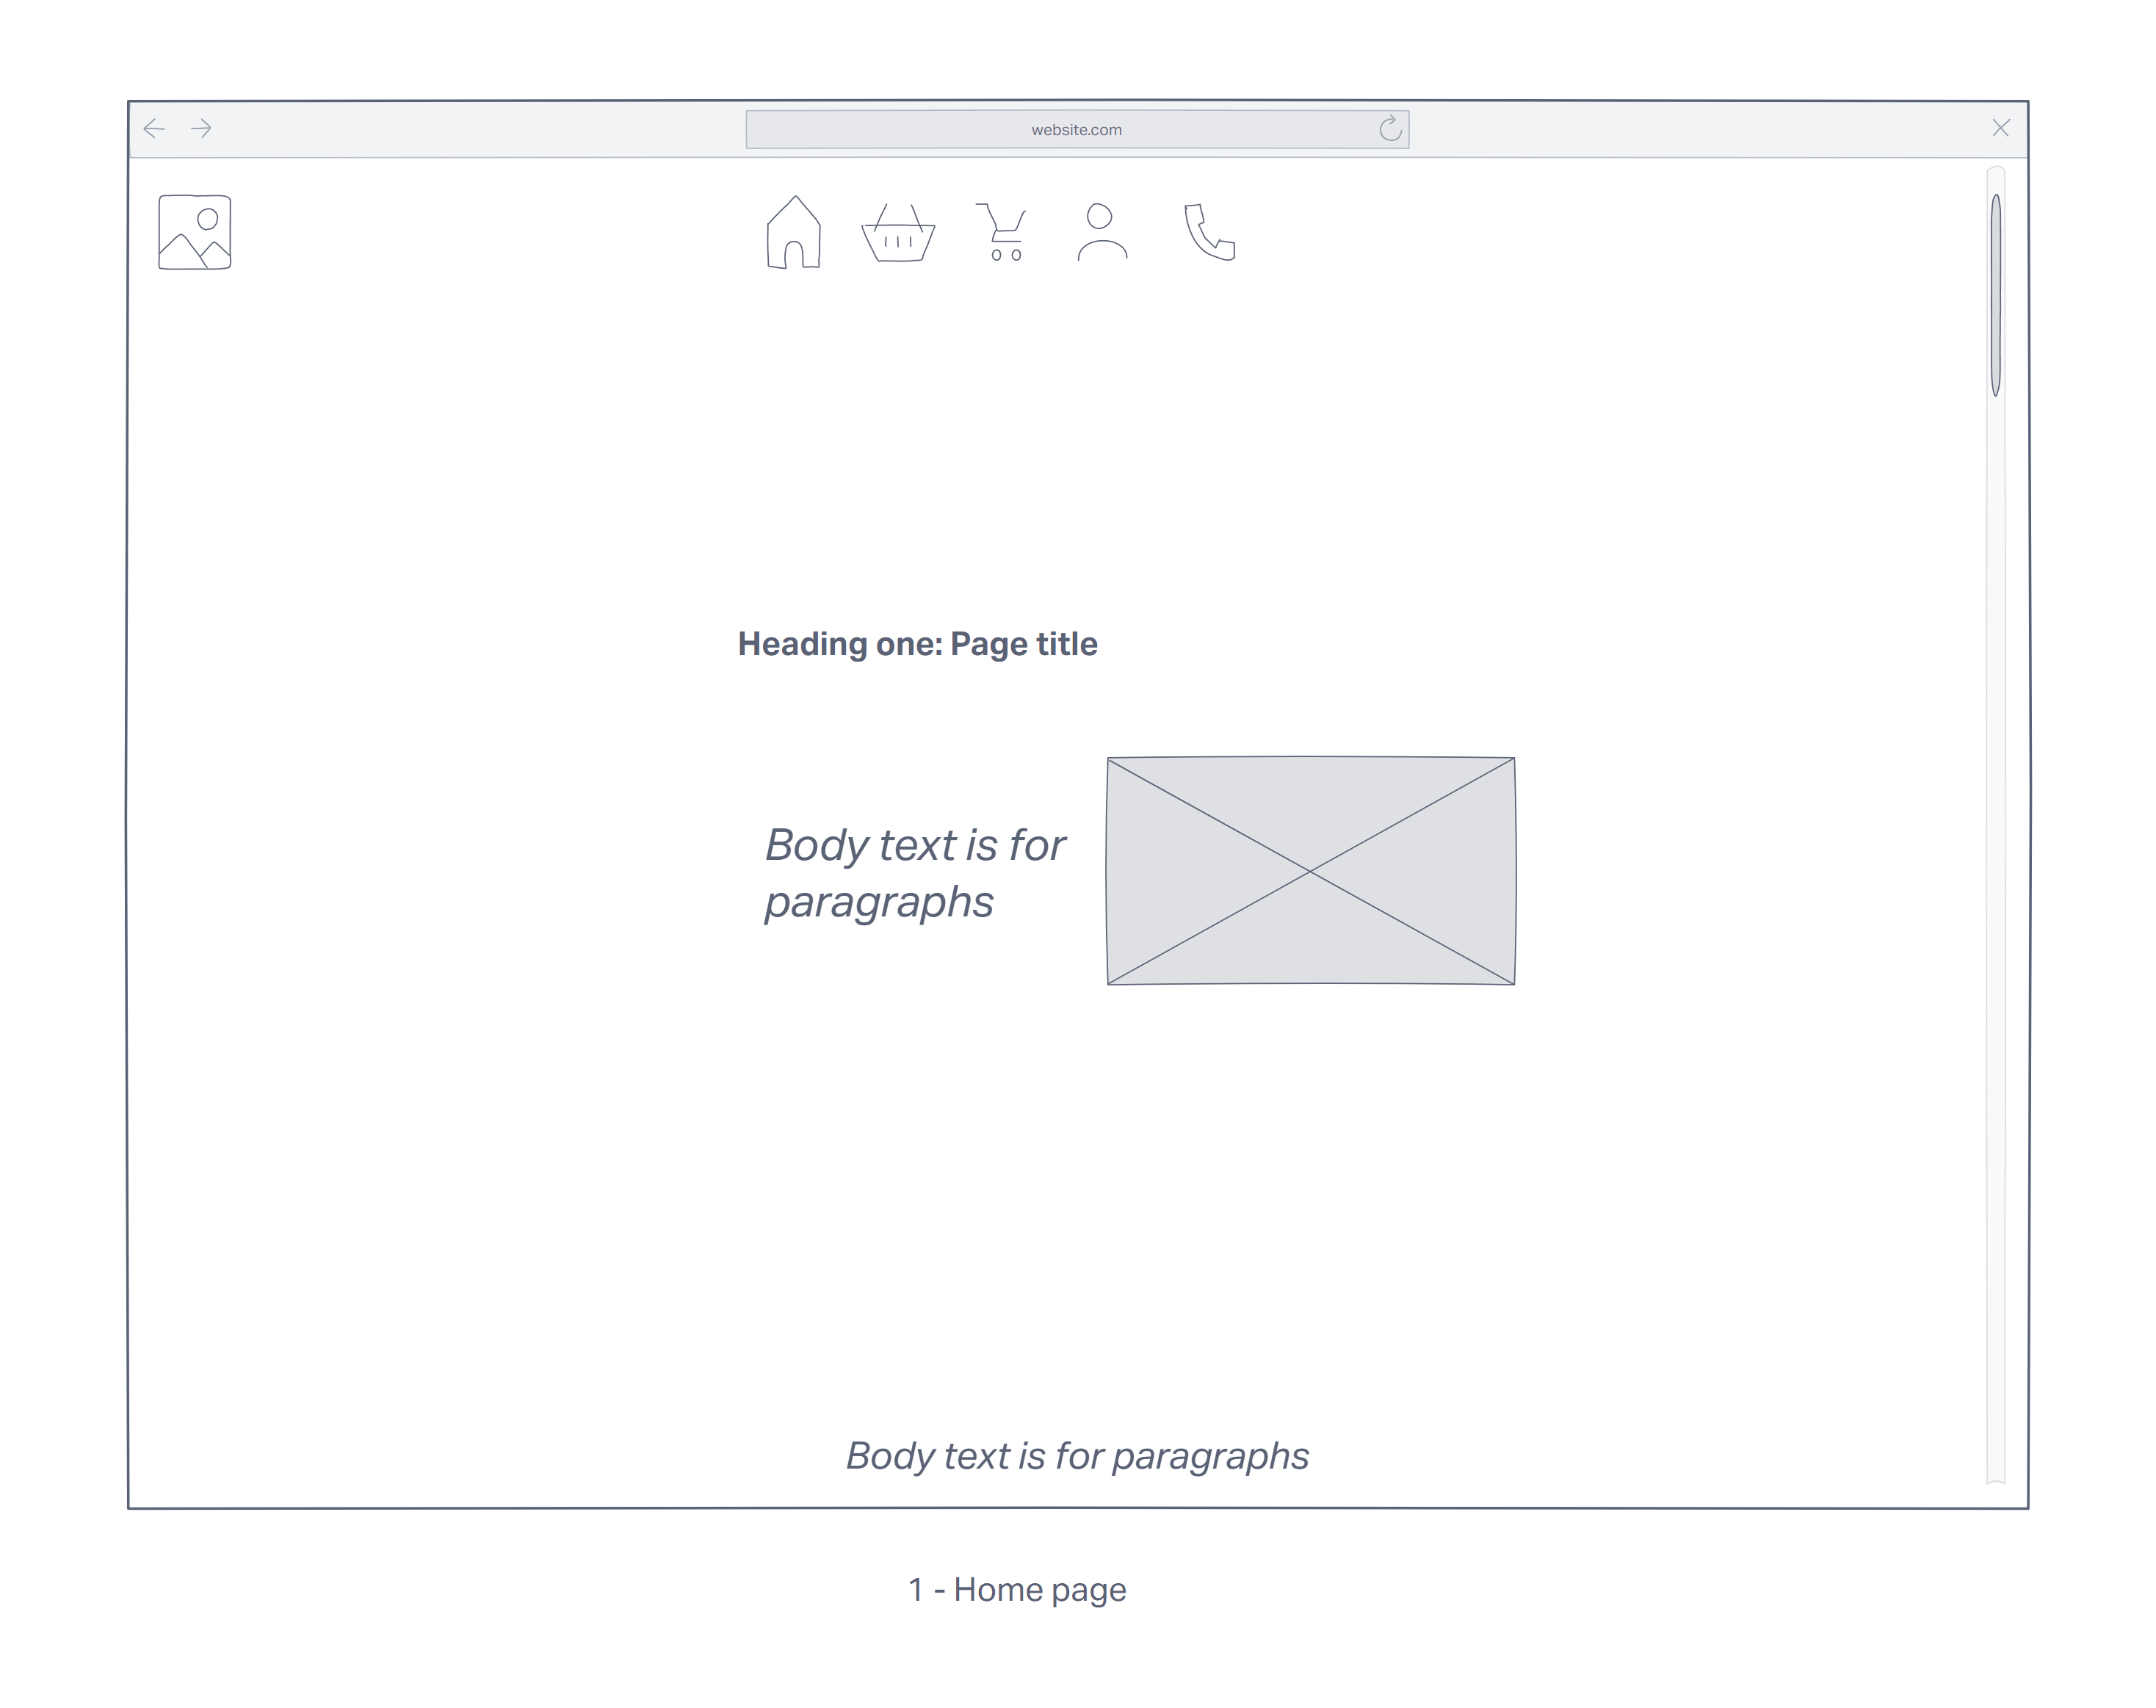 website.com
Heading one: Page title
Body text is for
paragraphs
Body text is for paragraphs
1 - Home page